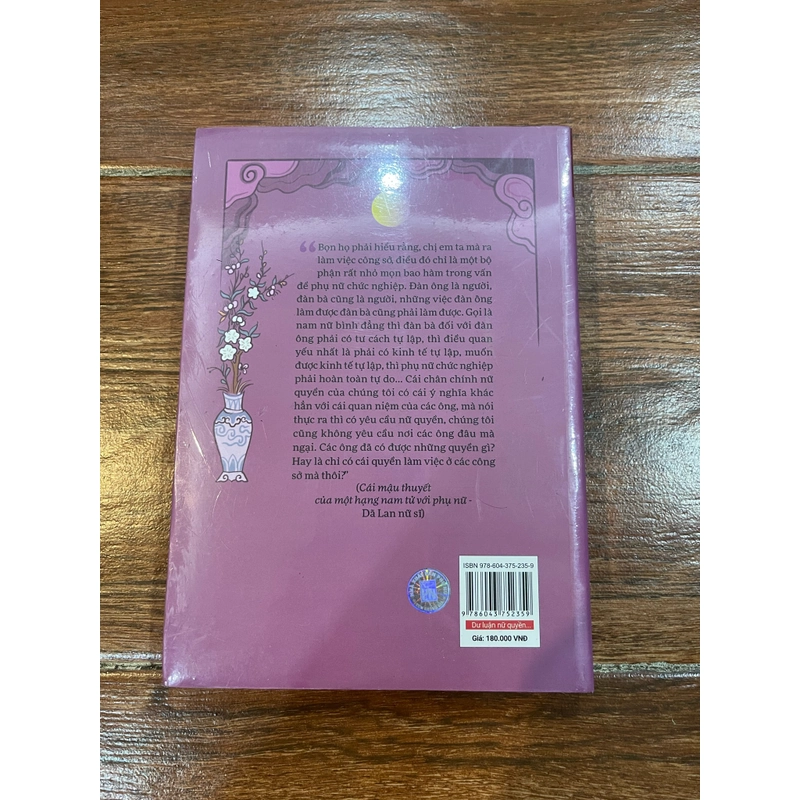 “Bọn họ phải hiểu rằng, chị em ta mà ra
làm việc công sở, điều đó chỉ là một bộ
phận rất nhỏ mọn bao hàm trong vấn
đề phụ nữ chức nghiệp. Đàn ông là người,
đàn bà cũng là người, những việc đàn ông
làm được đàn bà cũng phải làm được. Gọi là
nam nữ bình đẳng thì đàn bà đối với đàn
ông phải có tư cách tự lập, thì điều quan
yếu nhất là phải có kinh tế tự lập, muốn
được kinh tế tự lập, thì phụ nữ chức nghiệp
phải hoàn toàn tự do... Cái chân chính nữ
quyền của chúng tôi có cái ý nghĩa khác
hẳn với cái quan niệm của các ông, mà nói
thực ra thì có yêu cầu nữ quyền, chúng tôi
cũng không yêu cầu nơi các ông đâu mà
ngại. Các ông đã có được những quyền gì?
Hay là chỉ có cái quyền làm việc ở các công
sở mà thôi?”
(Cái mậu thuyết
của một hạng nam tử với phụ nữ -
Dã Lan nữ sĩ)
ISBN 978-604-375-235-9
9 786043 752359
Dư luận nữ quyền...
Giá: 180.000 VNĐ